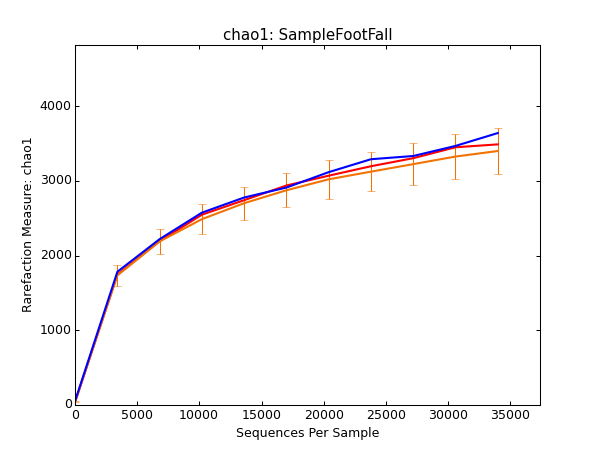 chao1: SampleFootFall
4000
3000
2000
1000
0
Rarefaction Measure: chao1
0 5000 10000 15000 20000 25000 30000 35000
Sequences Per Sample